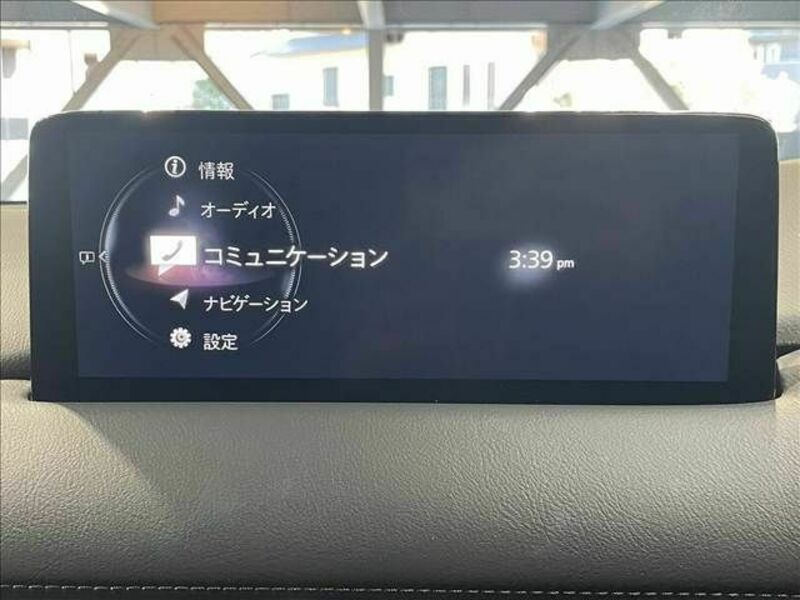 情報
オーディオ
コミュニケーション
3:39 pm
ナビゲーション
設定